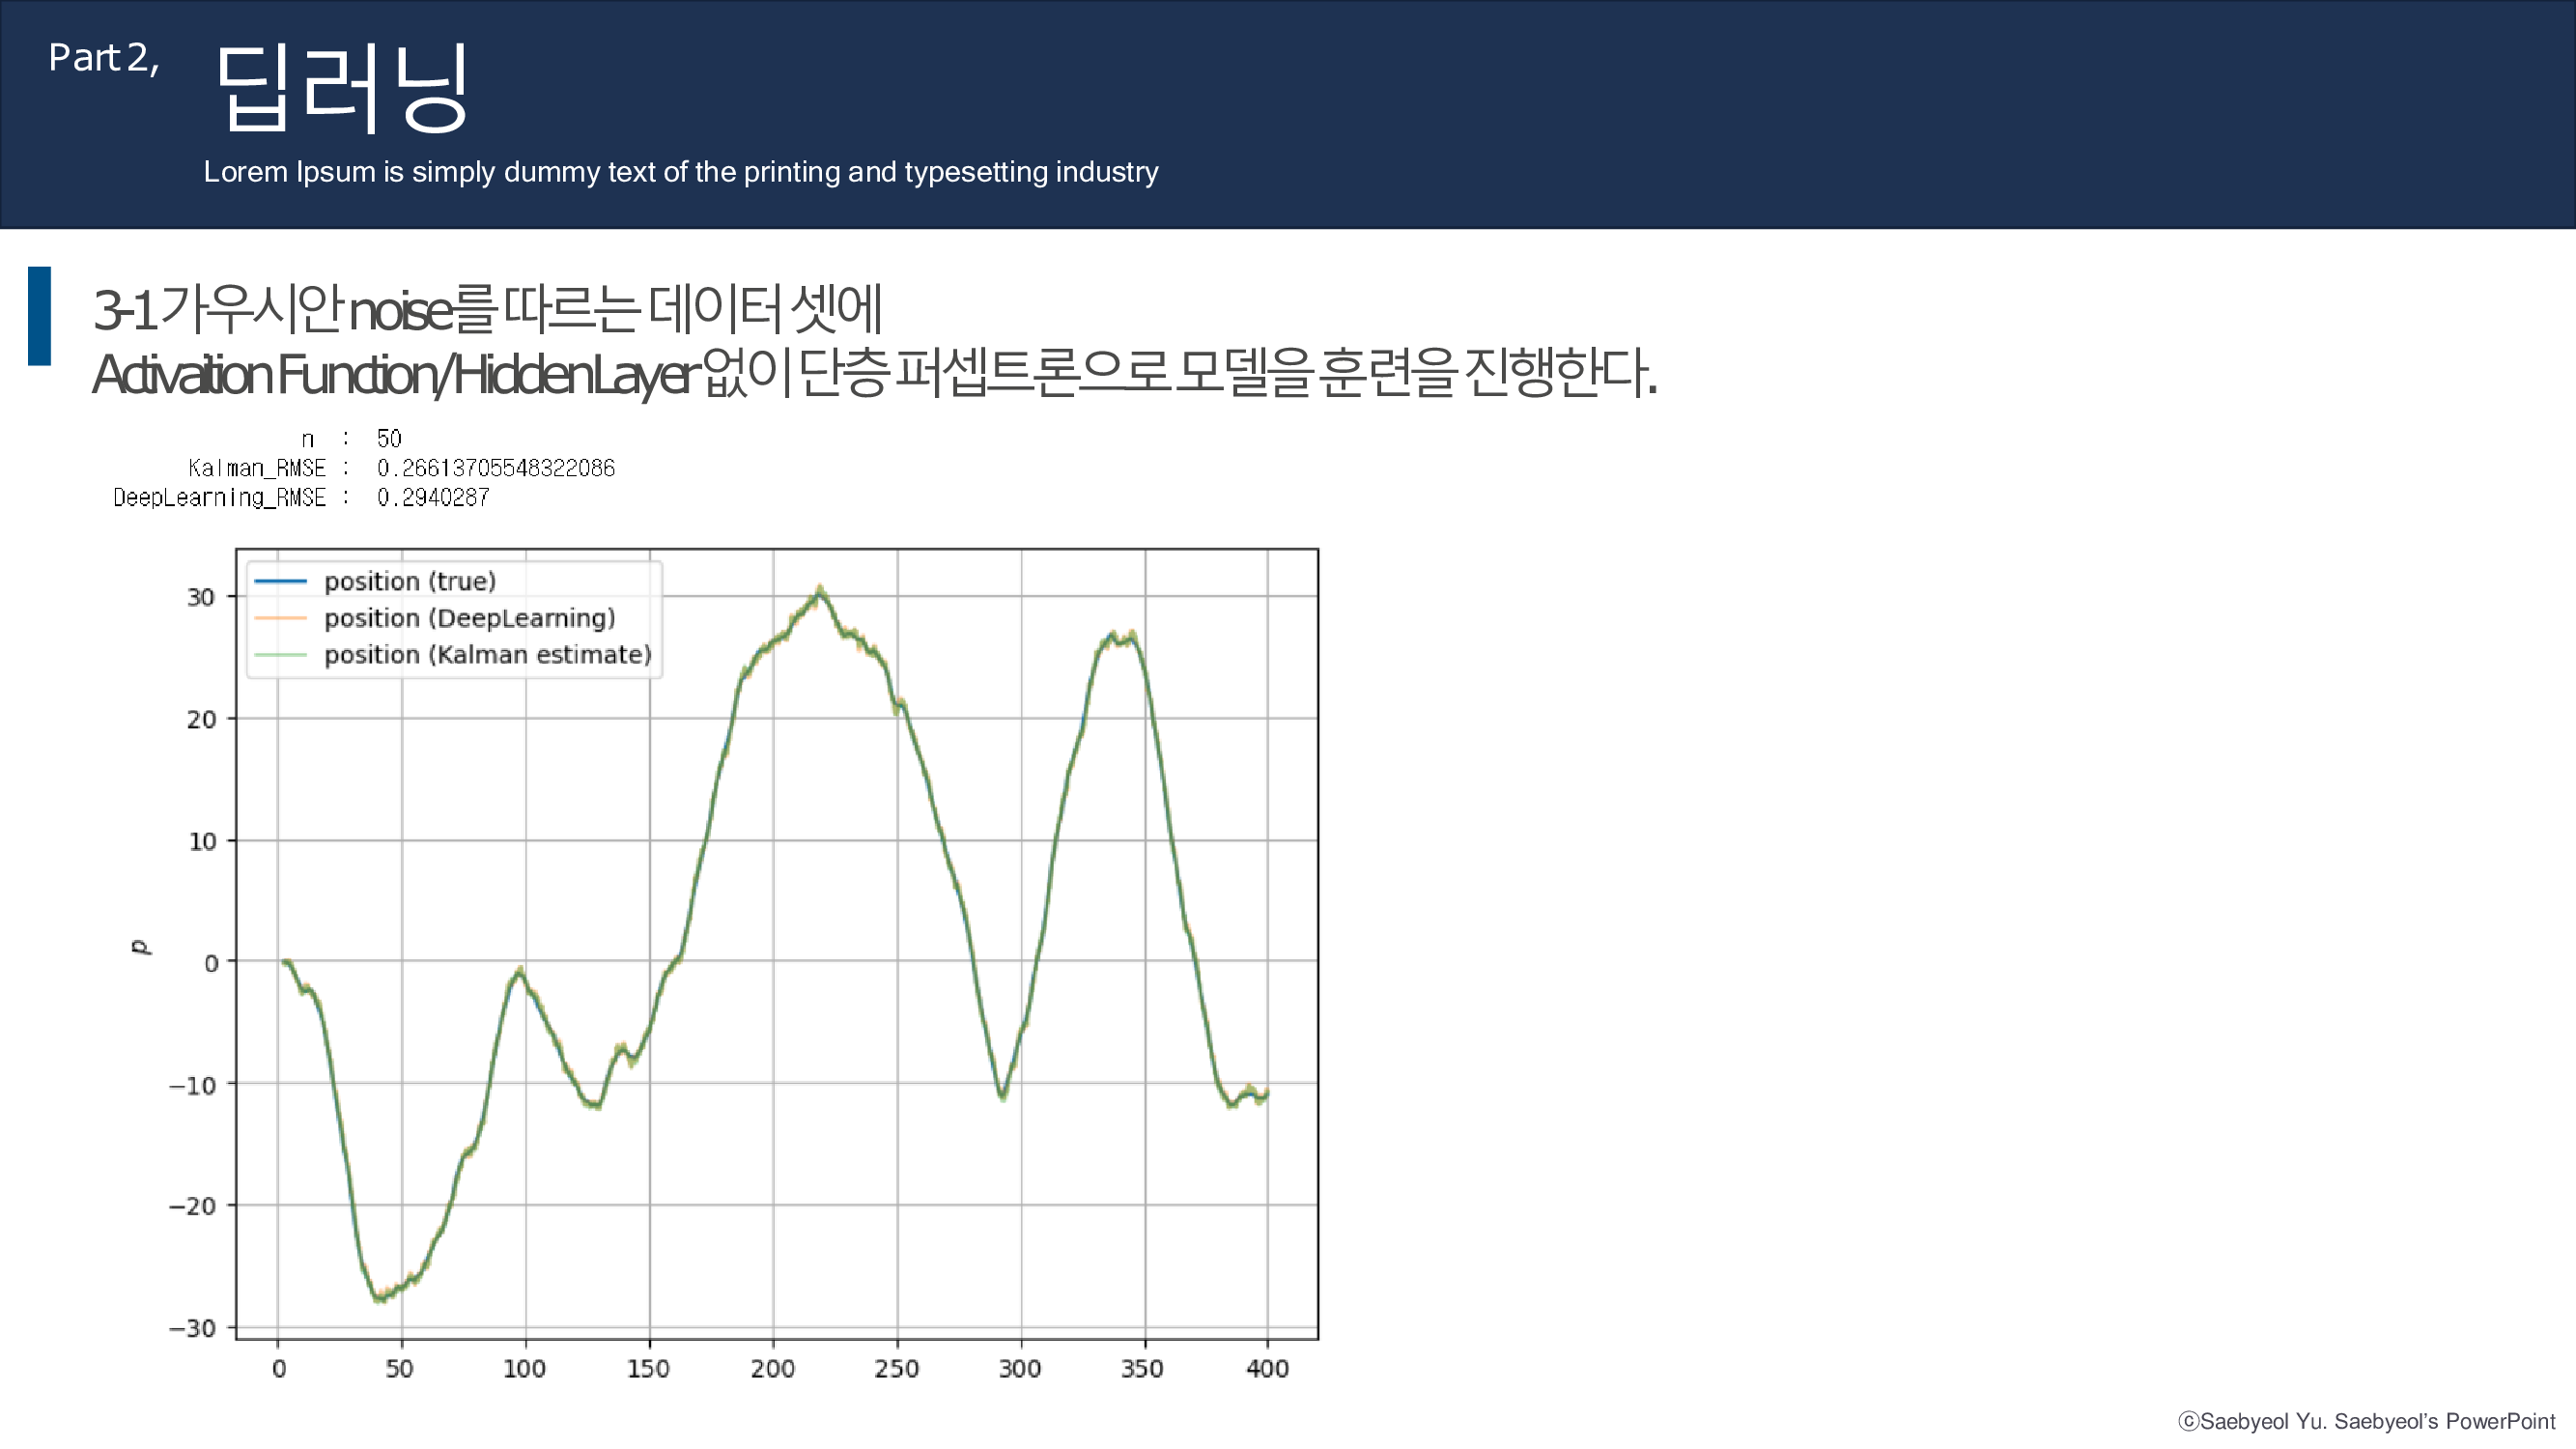 Part 2,
딥러닝
Lorem Ipsum is simply dummy text of the printing and typesetting industry
3-1 가우시안 noise를 따르는 데이터 셋에
Activaition Function/Hidden Layer 없이 단층 퍼셉트론으로 모델을 훈련을 진행한다.
n : 50
Kalman_RMSE : 0.26613705548322086
DeepLearning_RMSE : 0.2940287
position (true)
position (DeepLearning)
position (Kalman estimate)
30
20
10
0
−10
−20
−30
p
0 50 100 150 200 250 300 350 400
ⓒSaebyeol Yu. Saebyeol's PowerPoint